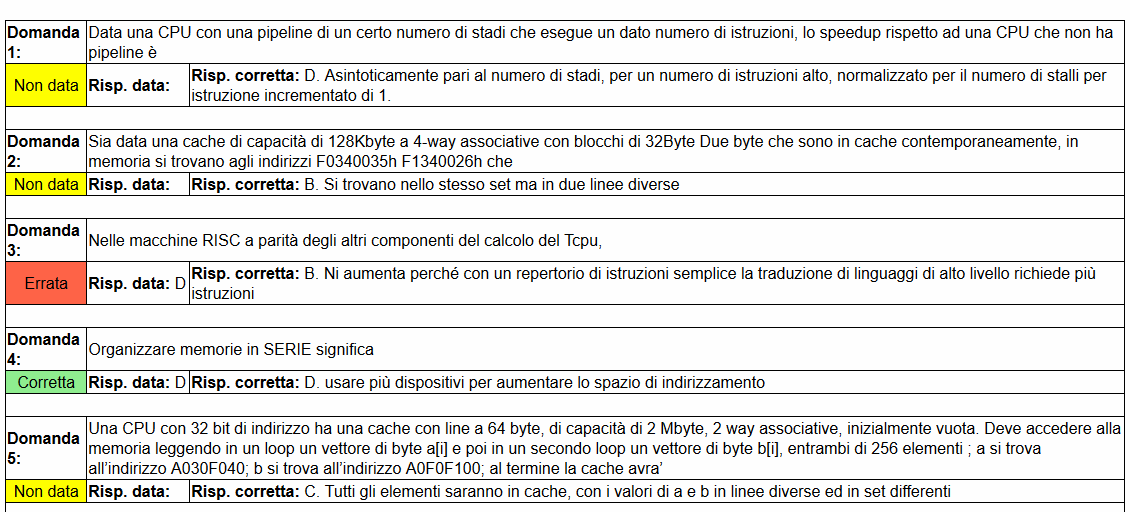 Domanda 1: Data una CPU con una pipeline di un certo numero di stadi che esegue un dato numero di istruzioni, lo speedup rispetto ad una CPU che non ha
pipeline è
Non data Risp. data: Risp. corretta: D. Asintoticamente pari al numero di stadi, per un numero di istruzioni alto, normalizzato per il numero di stalli per
istruzione incrementato di 1.
Domanda 2: Sia data una cache di capacità di 128Kbyte a 4-way associative con blocchi di 32Byte Due byte che sono in cache contemporaneamente, in
memoria si trovano agli indirizzi F0340035h F1340026h che
Non data Risp. data: Risp. corretta: B. Si trovano nello stesso set ma in due linee diverse
Domanda 3: Nelle macchine RISC a parità degli altri componenti del calcolo del Tcpu,
Errata Risp. data: D Risp. corretta: B. Ni aumenta perché con un repertorio di istruzioni semplice la traduzione di linguaggi di alto livello richiede più
istruzioni
Domanda 4: Organizzare memorie in SERIE significa
Corretta Risp. data: D Risp. corretta: D. usare più dispositivi per aumentare lo spazio di indirizzamento
Domanda 5: Una CPU con 32 bit di indirizzo ha una cache con line a 64 byte, di capacità di 2 Mbyte, 2 way associative, inizialmente vuota. Deve accedere alla
memoria leggendo in un loop un vettore di byte a[i] e poi in un secondo loop un vettore di byte b[i], entrambi di 256 elementi ; a si trova
all'indirizzo A030F040; b si trova all'indirizzo A0F0F100; al termine la cache avra'
Non data Risp. data: Risp. corretta: C. Tutti gli elementi saranno in cache, con i valori di a e b in linee diverse ed in set differenti